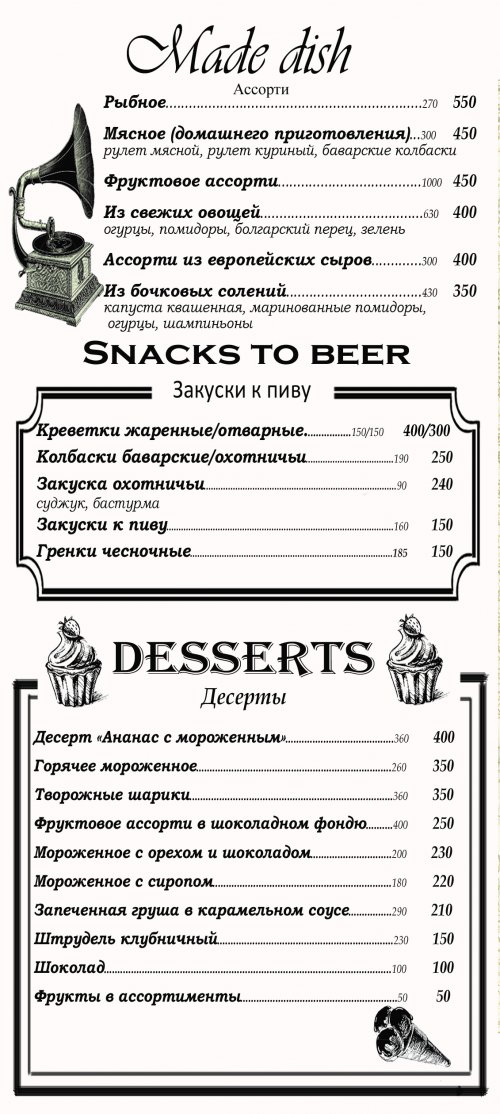 Made dish
Ассорти
Рыбное...270 550
Мясное (домашнего приготовления)...300 450
рулет мясной, рулет куриный, баварские колбаски
Фруктовое ассорти...1000 450
Из свежих овощей...630 400
огурцы, помидоры, болгарский перец, зелень
Ассорти из европейских сыров...300 400
Из бочковых солений...430 350
капуста квашенная, маринованные помидоры,
огурцы, шампиньоны
SNACKS TO BEER
Закуски к пиву
Креветки жаренные/отварные...150/150 400/300
Колбаски баварские/охотничьи...190 250
Закуска охотничьи...90 240
суджук, бастурма
Закуски к пиву...160 150
Гренки чесночные...185 150
DESSERTS
Десерты
Десерт «Ананас с мороженным»...360 400
Горячее мороженное...260 350
Творожные шарики...360 350
Фруктовое ассорти в шоколадном фондю...400 250
Мороженное с орехом и шоколадом...200 230
Мороженное с сиропом...180 220
Запеченная груша в карамельном соусе...290 210
Штрудель клубничный...230 150
Шоколад...100 100
Фрукты в ассортименты...50 50